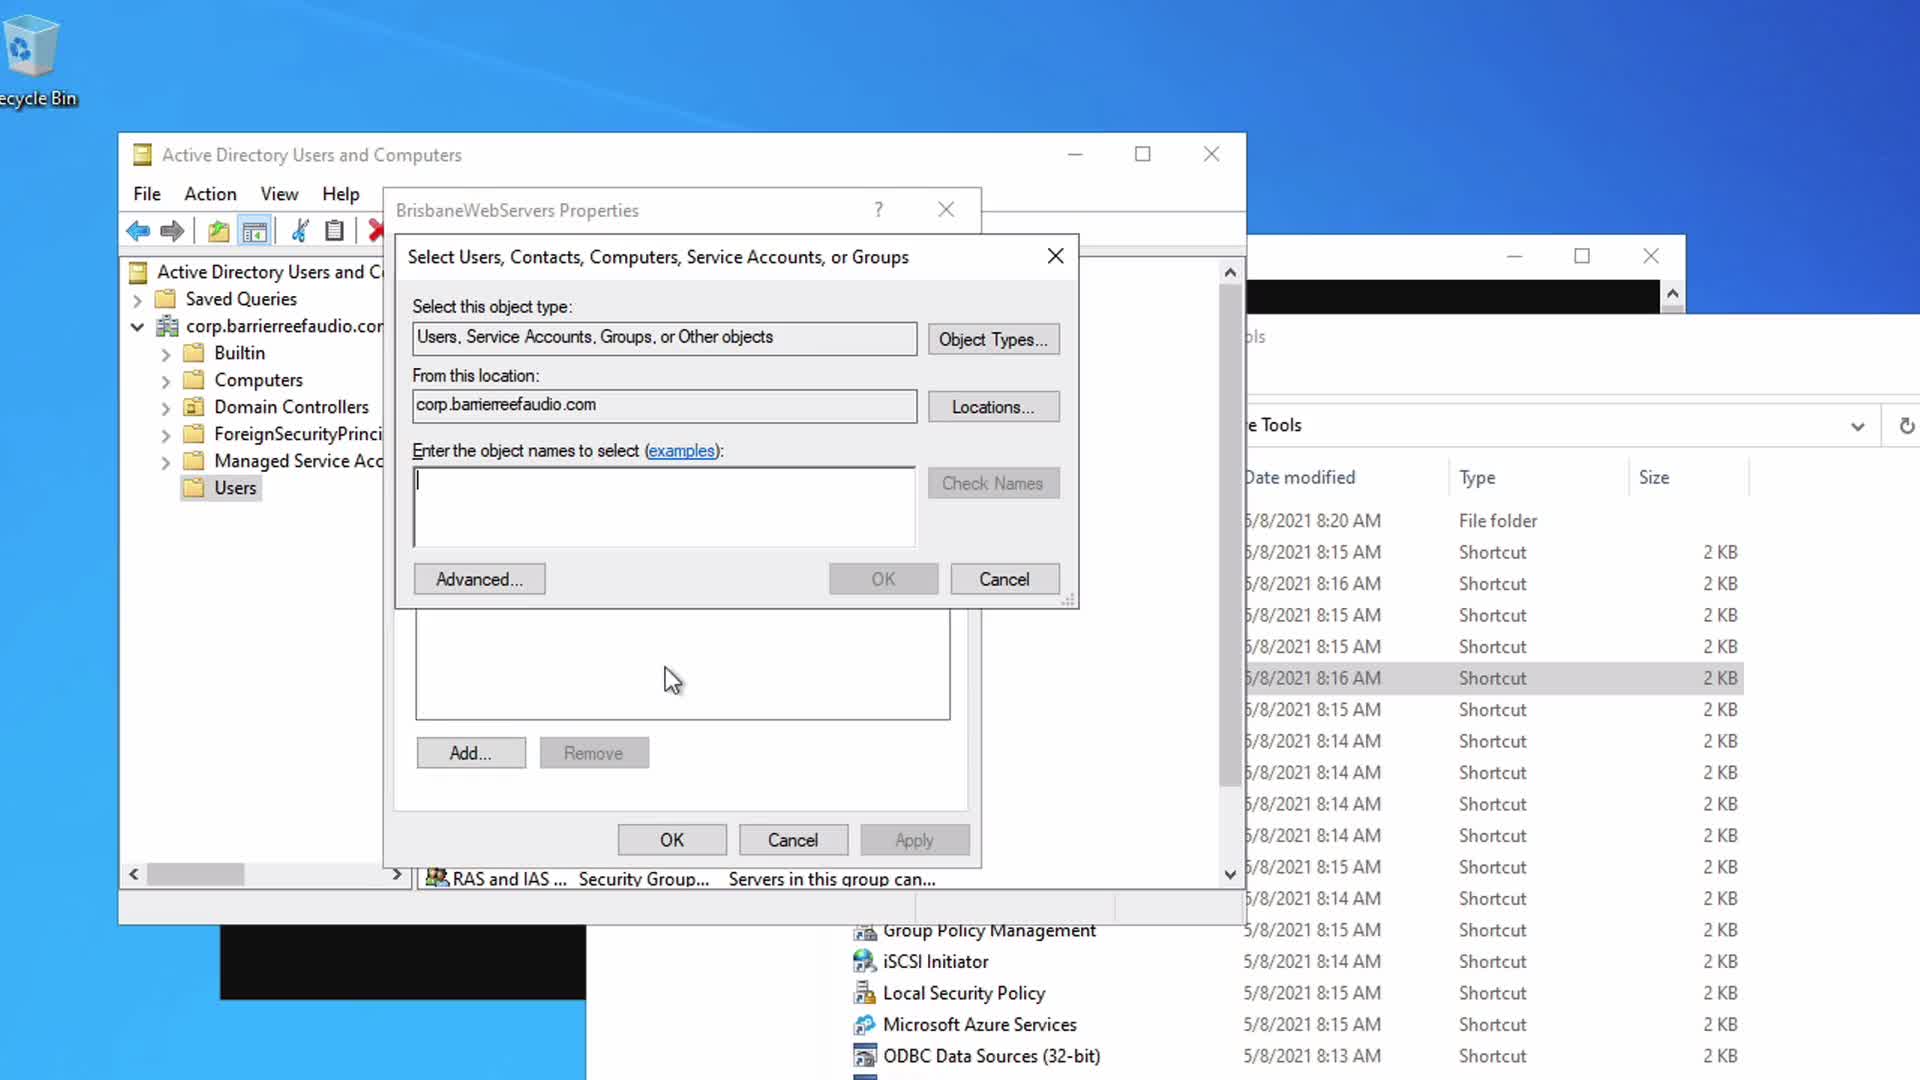 ecycle Bin
Active Directory Users and Computers
File Action View Help
BrisbaneWebServers Properties
?
Select Users, Contacts, Computers, Service Accounts, or Groups
Select this object type:
Users, Service Accounts, Groups, or Other objects
Object Types...
From this location:
corp.barrierreefaudio.com
Locations...
Enter the object names to select (examples):
Check Names
Advanced...
OK
Cancel
Active Directory Users and C
Saved Queries
corp.barrierreefaudio.cor
Builtin
Computers
Domain Controllers
ForeignSecurityPrinci
Managed Service Acc
Users
Add...
Remove
OK
Cancel
Apply
RAS and IAS ... Security Group... Servers in this group can...
ols
e Tools
Date modified Type Size
5/8/2021 8:20 AM File folder
5/8/2021 8:15 AM Shortcut 2 KB
5/8/2021 8:16 AM Shortcut 2 KB
5/8/2021 8:15 AM Shortcut 2 KB
5/8/2021 8:15 AM Shortcut 2 KB
5/8/2021 8:16 AM Shortcut 2 KB
5/8/2021 8:15 AM Shortcut 2 KB
5/8/2021 8:14 AM Shortcut 2 KB
5/8/2021 8:14 AM Shortcut 2 KB
5/8/2021 8:14 AM Shortcut 2 KB
5/8/2021 8:14 AM Shortcut 2 KB
5/8/2021 8:15 AM Shortcut 2 KB
5/8/2021 8:14 AM Shortcut 2 KB
Group Policy Management 5/8/2021 8:15 AM Shortcut 2 KB
iSCSI Initiator 5/8/2021 8:14 AM Shortcut 2 KB
Local Security Policy 5/8/2021 8:15 AM Shortcut 2 KB
Microsoft Azure Services 5/8/2021 8:15 AM Shortcut 2 KB
ODBC Data Sources (32-bit) 5/8/2021 8:13 AM Shortcut 2 KB